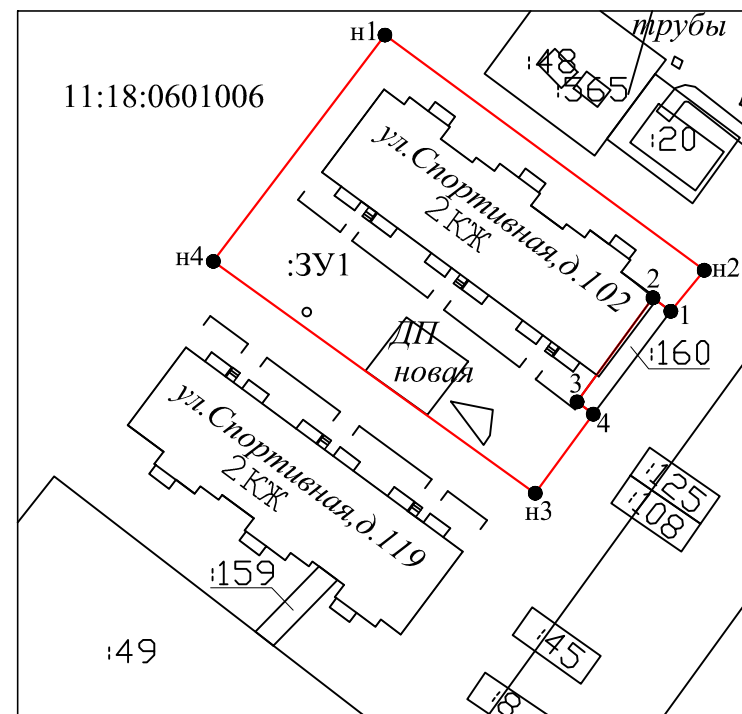 трубы
н1
:48
:565
11:18:0601006
:20
ул.Спортивная,д.102
2КЖ
н2
н4
:ЗУ1
2
1
ДП
новая
:160
3
4
ул.Спортивная,д.119
2КЖ
:125
:108
н3
:159
:45
:49
:8